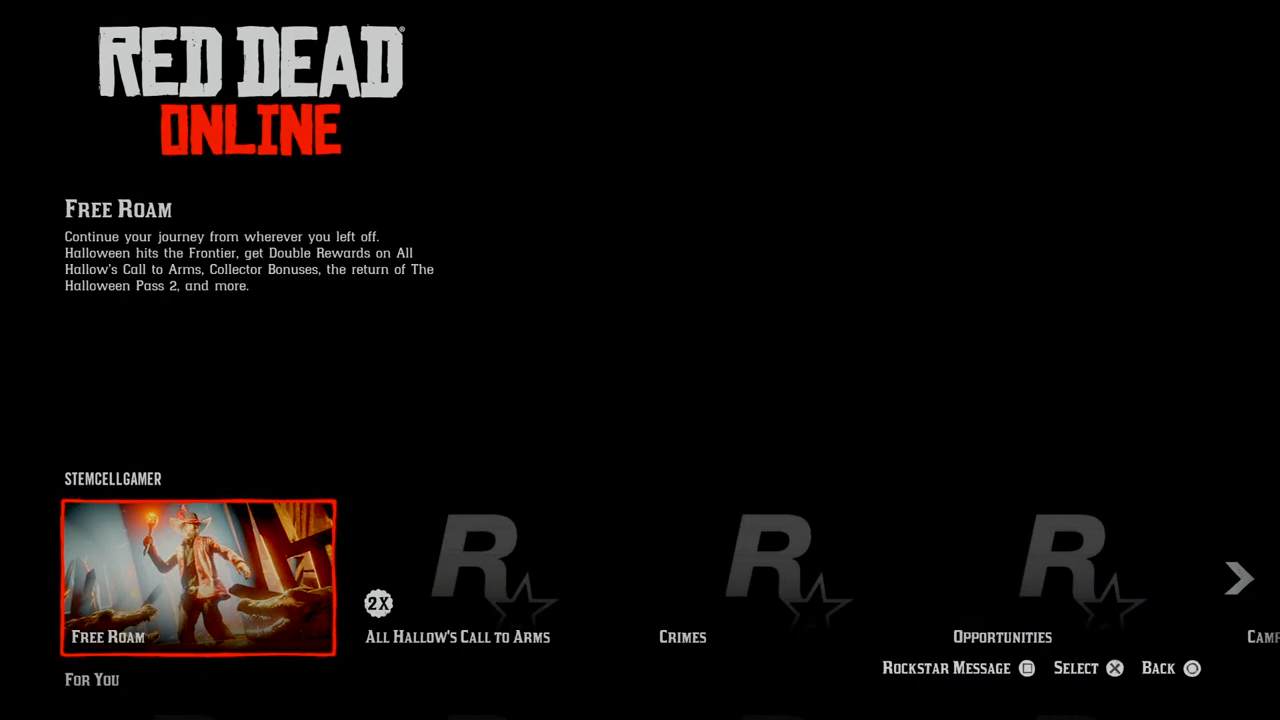 RED DEAD®
ONLINE
FREE ROAM
Continue your journey from wherever you left off.
Halloween hits the Frontier, get Double Rewards on All
Hallow's Call to Arms, Collector Bonuses, the return of The
Halloween Pass 2, and more.
STEMCELLGAMER
FREE ROAM
2X
ALL HALLOW'S CALL TO ARMS
R
CRIMES
R
OPPORTUNITIES
R
FOR YOU
ROCKSTAR MESSAGE
SELECT
BACK